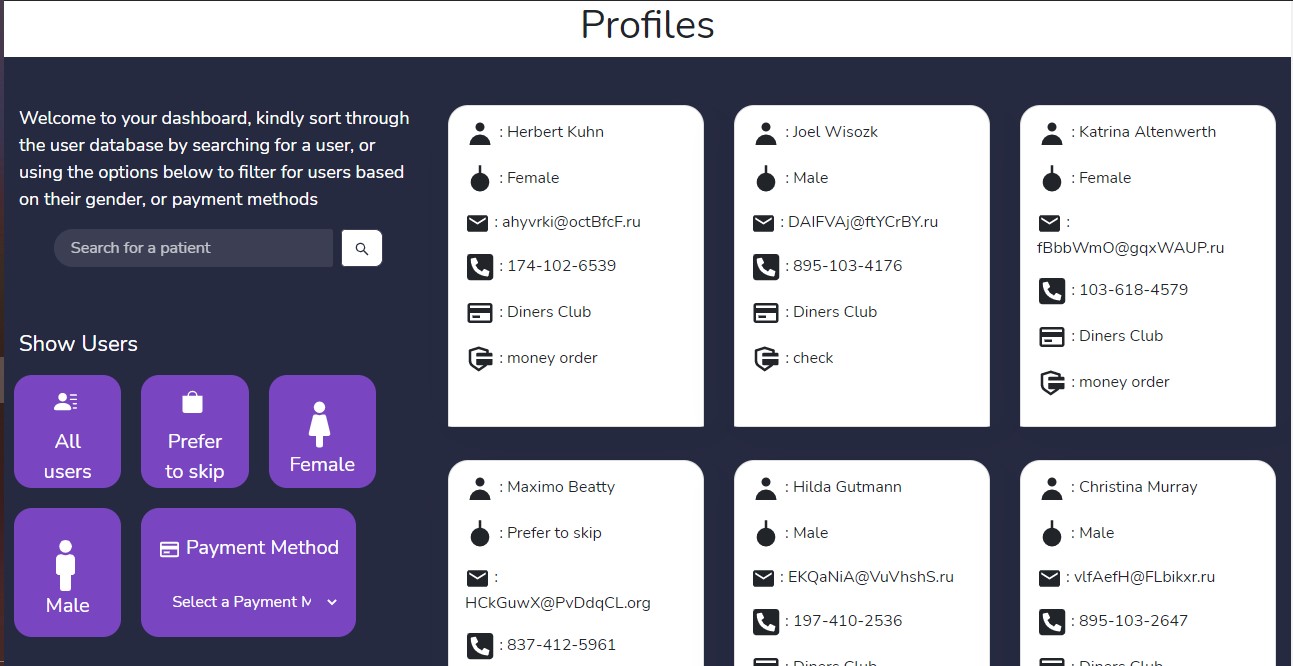 Profiles
Welcome to your dashboard, kindly sort through
the user database by searching for a user, or
using the options below to filter for users based
on their gender, or payment methods
Search for a patient
Show Users
All
users
Prefer
to skip
Female
Male
Payment Method
Select a Payment M
: Herbert Kuhn
: Female
: ahyvrki@octBfcF.ru
: 174-102-6539
: Diners Club
: money order
: Joel Wisozk
: Male
: DAIFVAj@ftYCrBY.ru
: 895-103-4176
: Diners Club
: check
: Katrina Altenwerth
: Female
:
fBbbWmO@gqxWAUP.ru
: 103-618-4579
: Diners Club
: money order
: Maximo Beatty
: Prefer to skip
:
HCkGuwX@PvDdqCL.org
: 837-412-5961
: Hilda Gutmann
: Male
: EKQaNiA@VuVhshS.ru
: 197-410-2536
: Diners Club
: Christina Murray
: Male
: vlfAefH@FLbikxr.ru
: 895-103-2647
: Diners Club